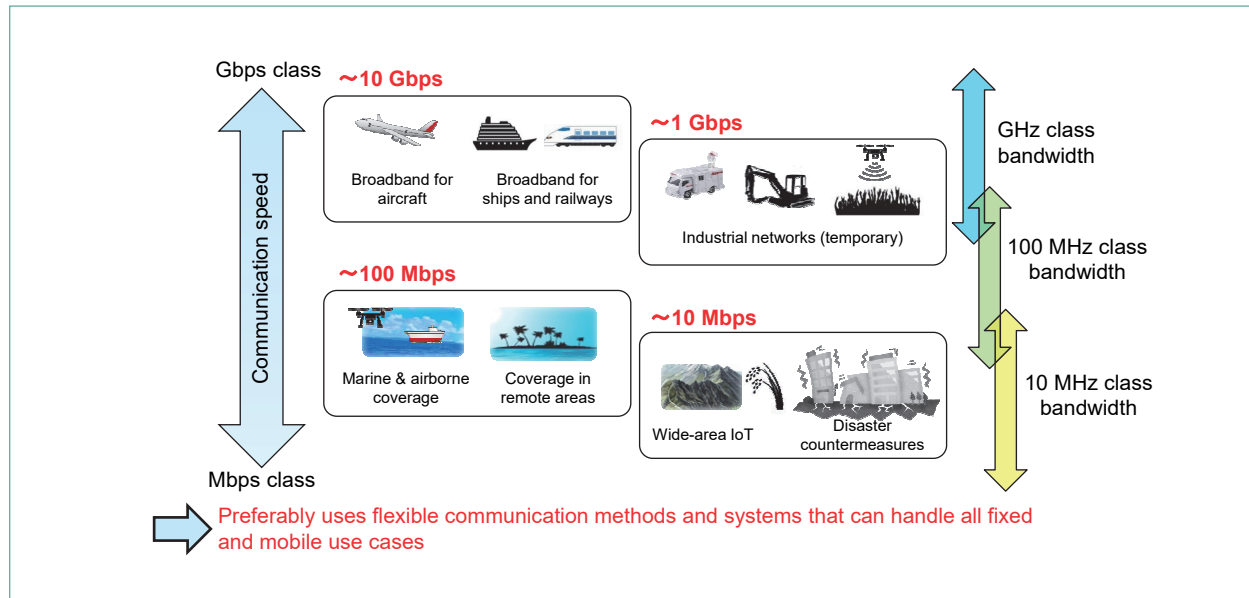 Gbps class
～10 Gbps
Broadband for
aircraft
Broadband for
ships and railways
～1 Gbps
Industrial networks (temporary)
GHz class
bandwidth
Communication speed
～100 Mbps
Marine & airborne
coverage
Coverage in
remote areas
100 MHz class
bandwidth
～10 Mbps
Wide-area IoT
Disaster
countermeasures
10 MHz class
bandwidth
Mbps class
Preferably uses flexible communication methods and systems that can handle all fixed
and mobile use cases